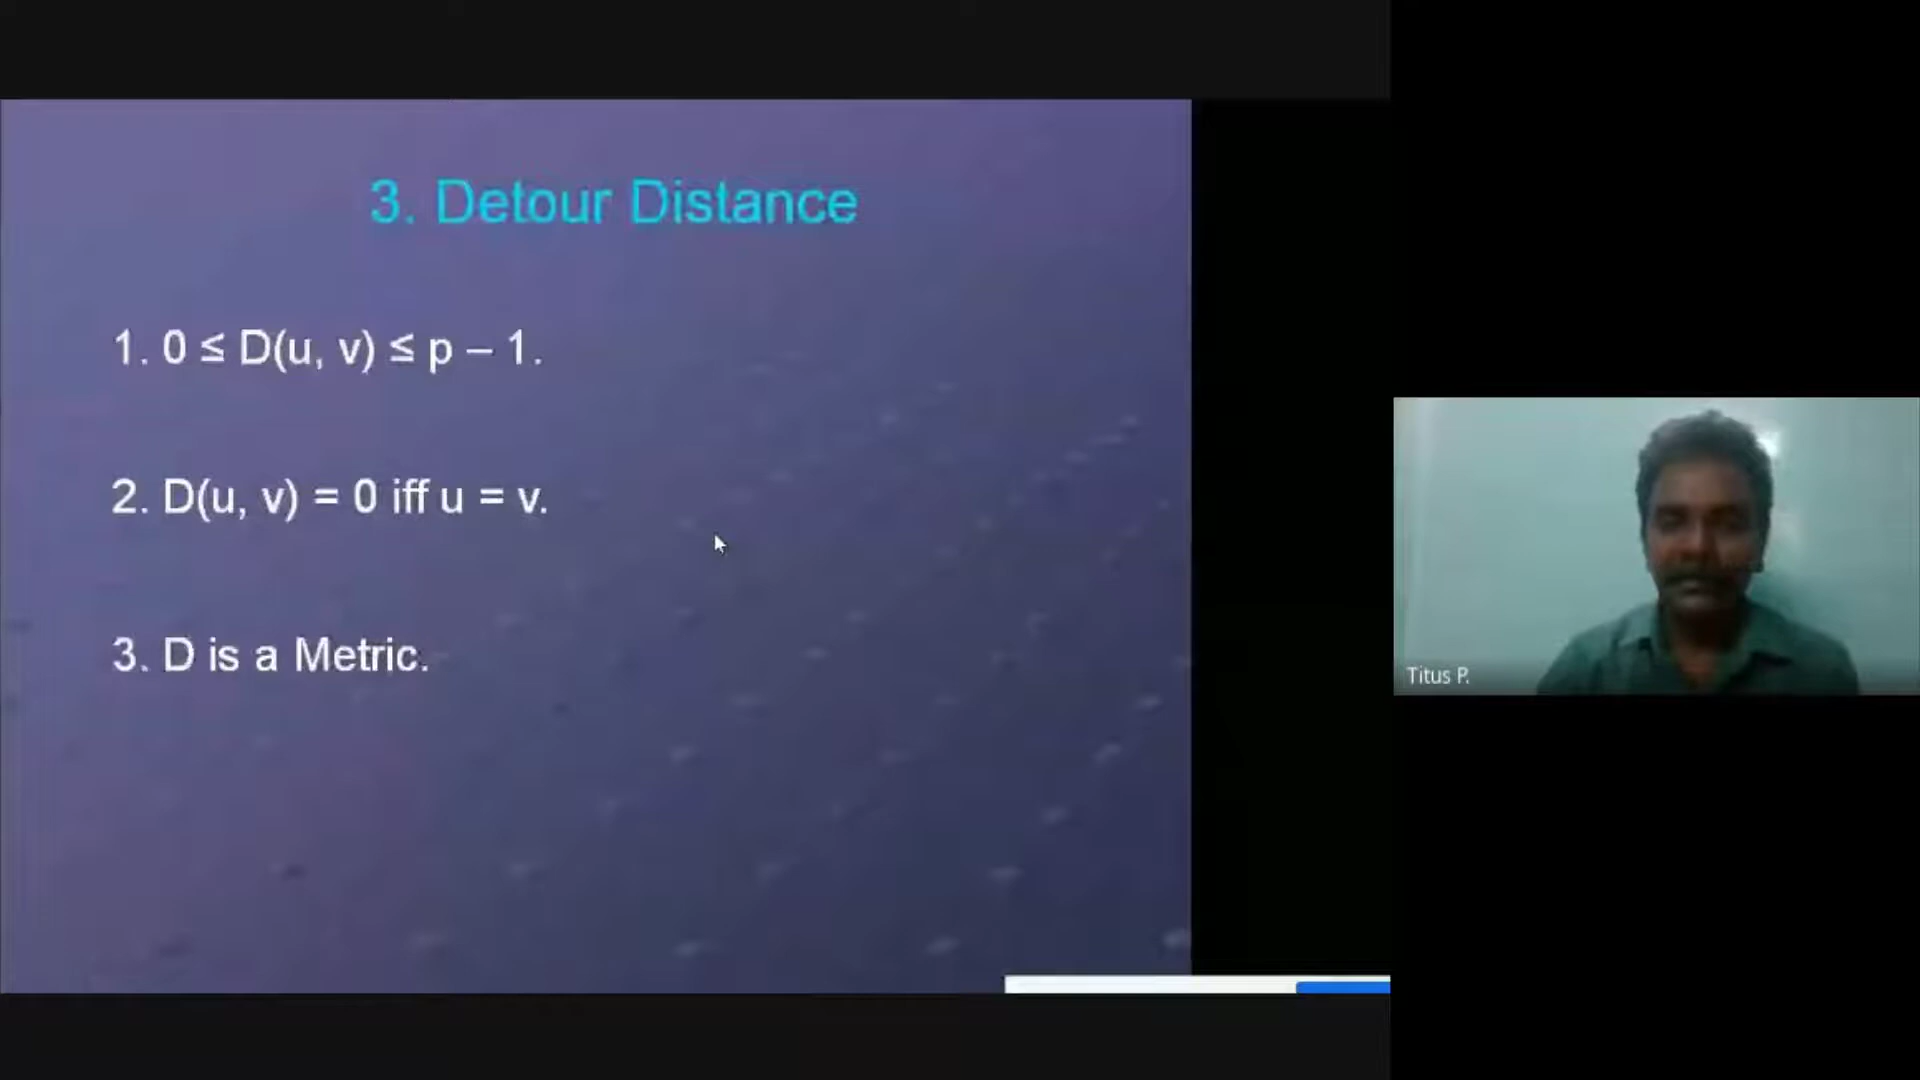 3. Detour Distance
1. 0 ≤ D(u, v) ≤ p – 1.
2. D(u, v) = 0 iff u = v.
3. D is a Metric.
Titus P.